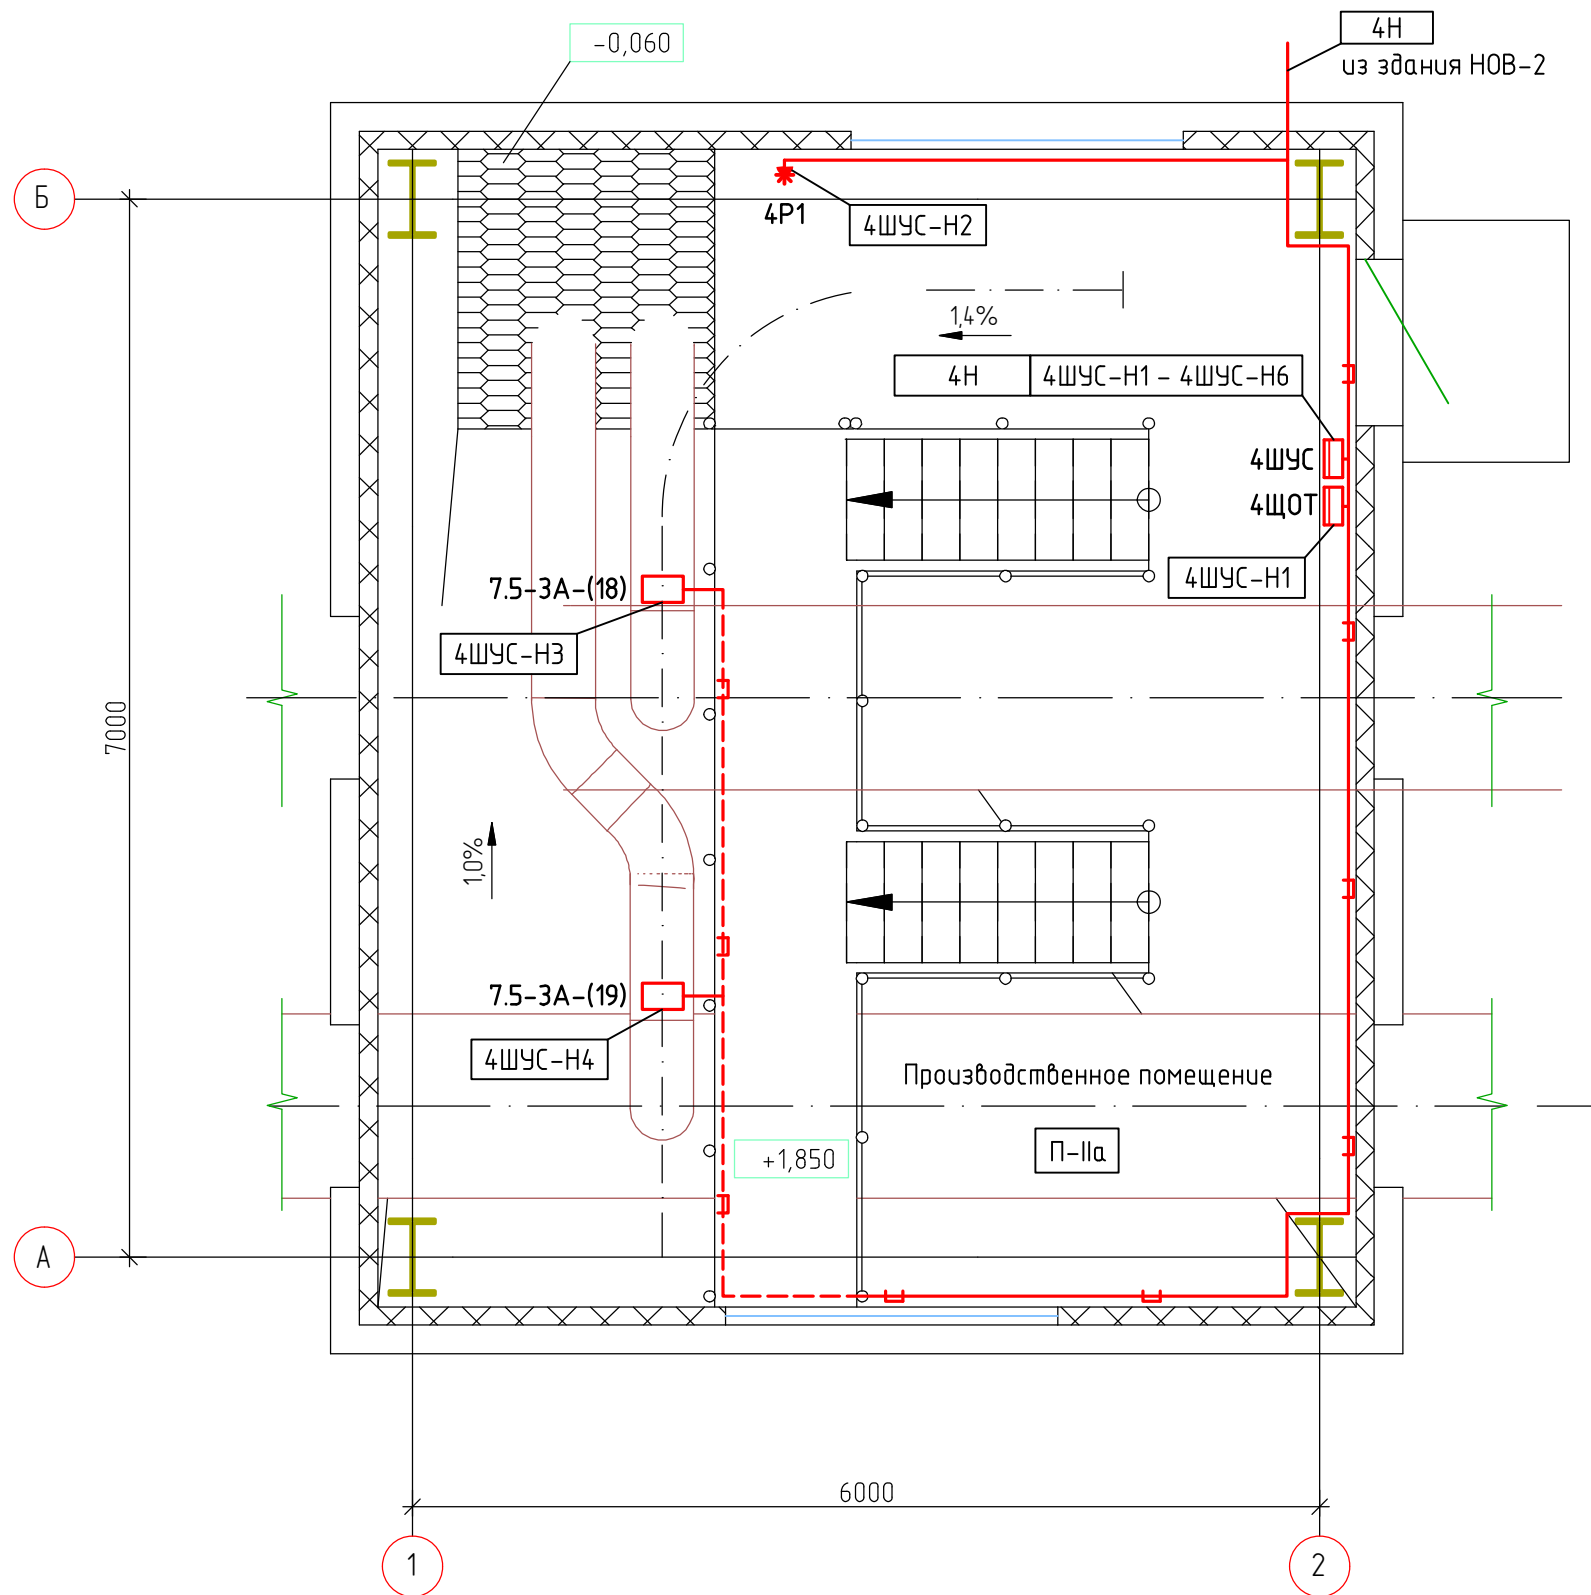 4Н
-0,060
из здания НОВ-2
Б
4Р1
4ШУС-Н2
1,4%
4Н
4ШУС-Н1 - 4ШУС-Н6
4ШУС
4ЩОТ
4ШУС-Н1
7.5-ЗА-(18)
4ШУС-Н3
7000
1,0%
7.5-ЗА-(19)
4ШУС-Н4
Производственное помещение
П-IIа
+1,850
А
6000
1
2